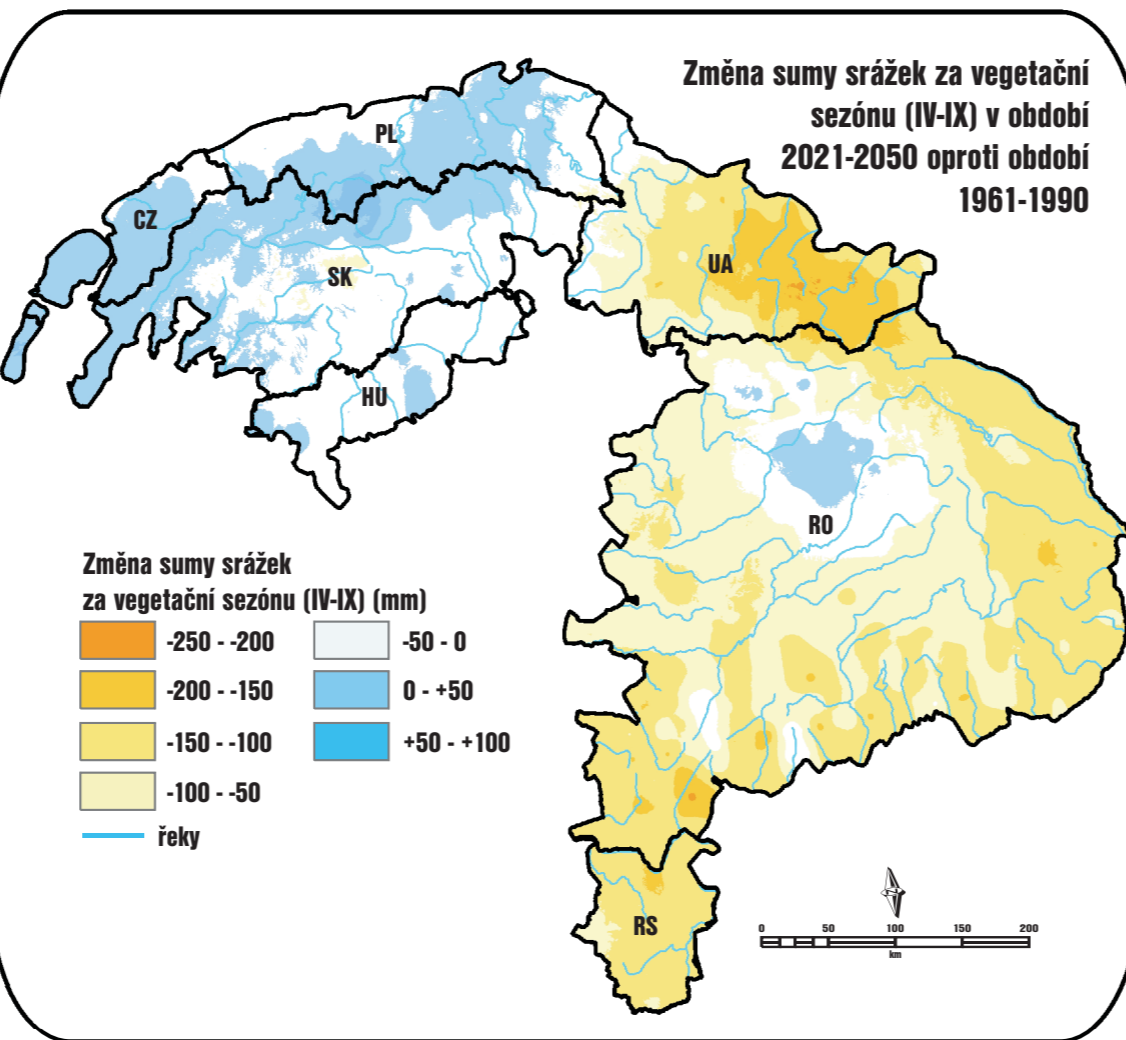 Změna sumy srážek za vegetační
sezónu (IV-IX) v období
2021-2050 oproti období
1961-1990
PL
CZ
SK
UA
HU
RO
RS
Změna sumy srážek
za vegetační sezónu (IV-IX) (mm)
-250 - -200
-200 - -150
-150 - -100
-100 - -50
řeky
-50 - 0
0 - +50
+50 - +100
0 50 100 150 200
km